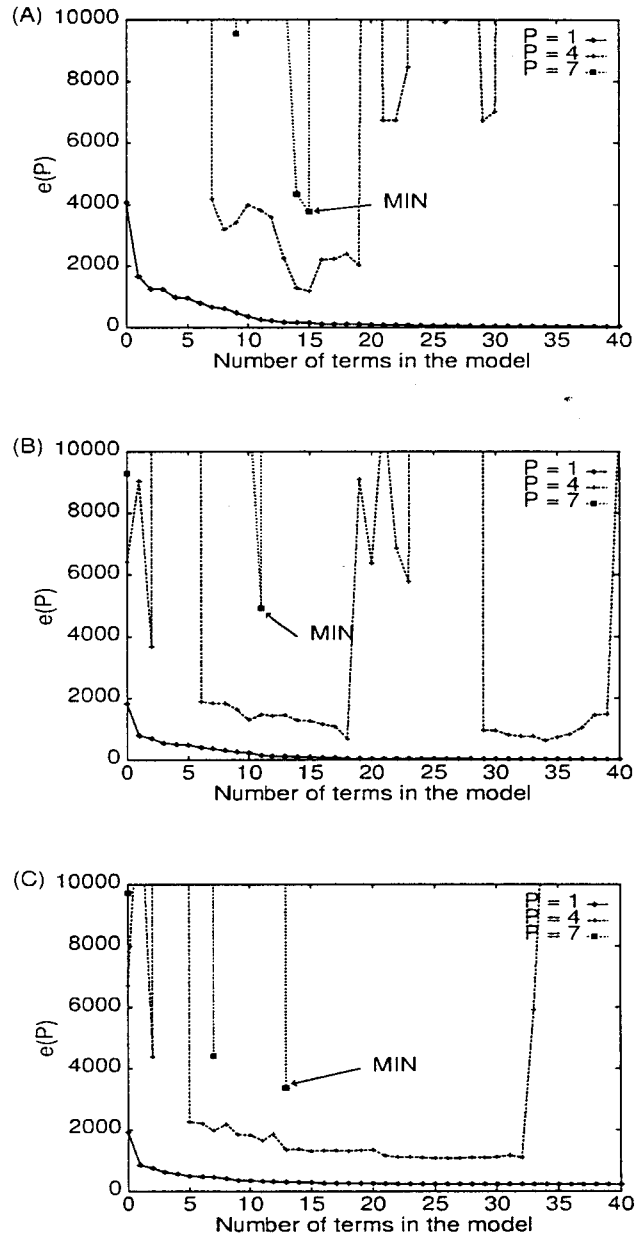 (A)
10000
8000
6000
4000
2000
0
e(P)
P = 1
P = 4
P = 7
MIN
0 5 10 15 20 25 30 35 40
Number of terms in the model
(B)
10000
8000
6000
4000
2000
0
e(P)
P = 1
P = 4
P = 7
MIN
0 5 10 15 20 25 30 35 40
Number of terms in the model
(C)
10000
8000
6000
4000
2000
0
e(P)
P = 1
P = 4
P = 7
MIN
0 5 10 15 20 25 30 35 40
Number of terms in the model